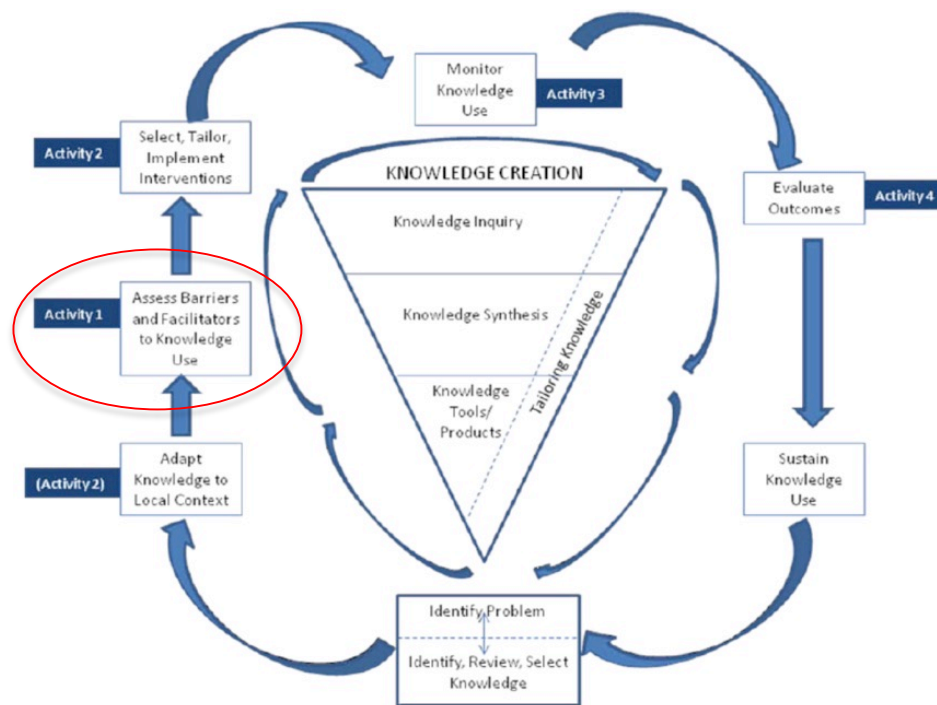 Monitor
Knowledge
Use
Activity 3
Activity 2
Select, Tailor,
Implement
Interventions
KNOWLEDGE CREATION
Evaluate
Outcomes
Activity 4
Knowledge Inquiry
Activity 1
Assess Barriers
and Facilitators
to Knowledge
Use
Knowledge Synthesis
Tailoring Knowledge
Knowledge
Tools/
Products
(Activity 2)
Adapt
Knowledge to
Local Context
Sustain
Knowledge
Use
Identify Problem
Identify, Review, Select
Knowledge